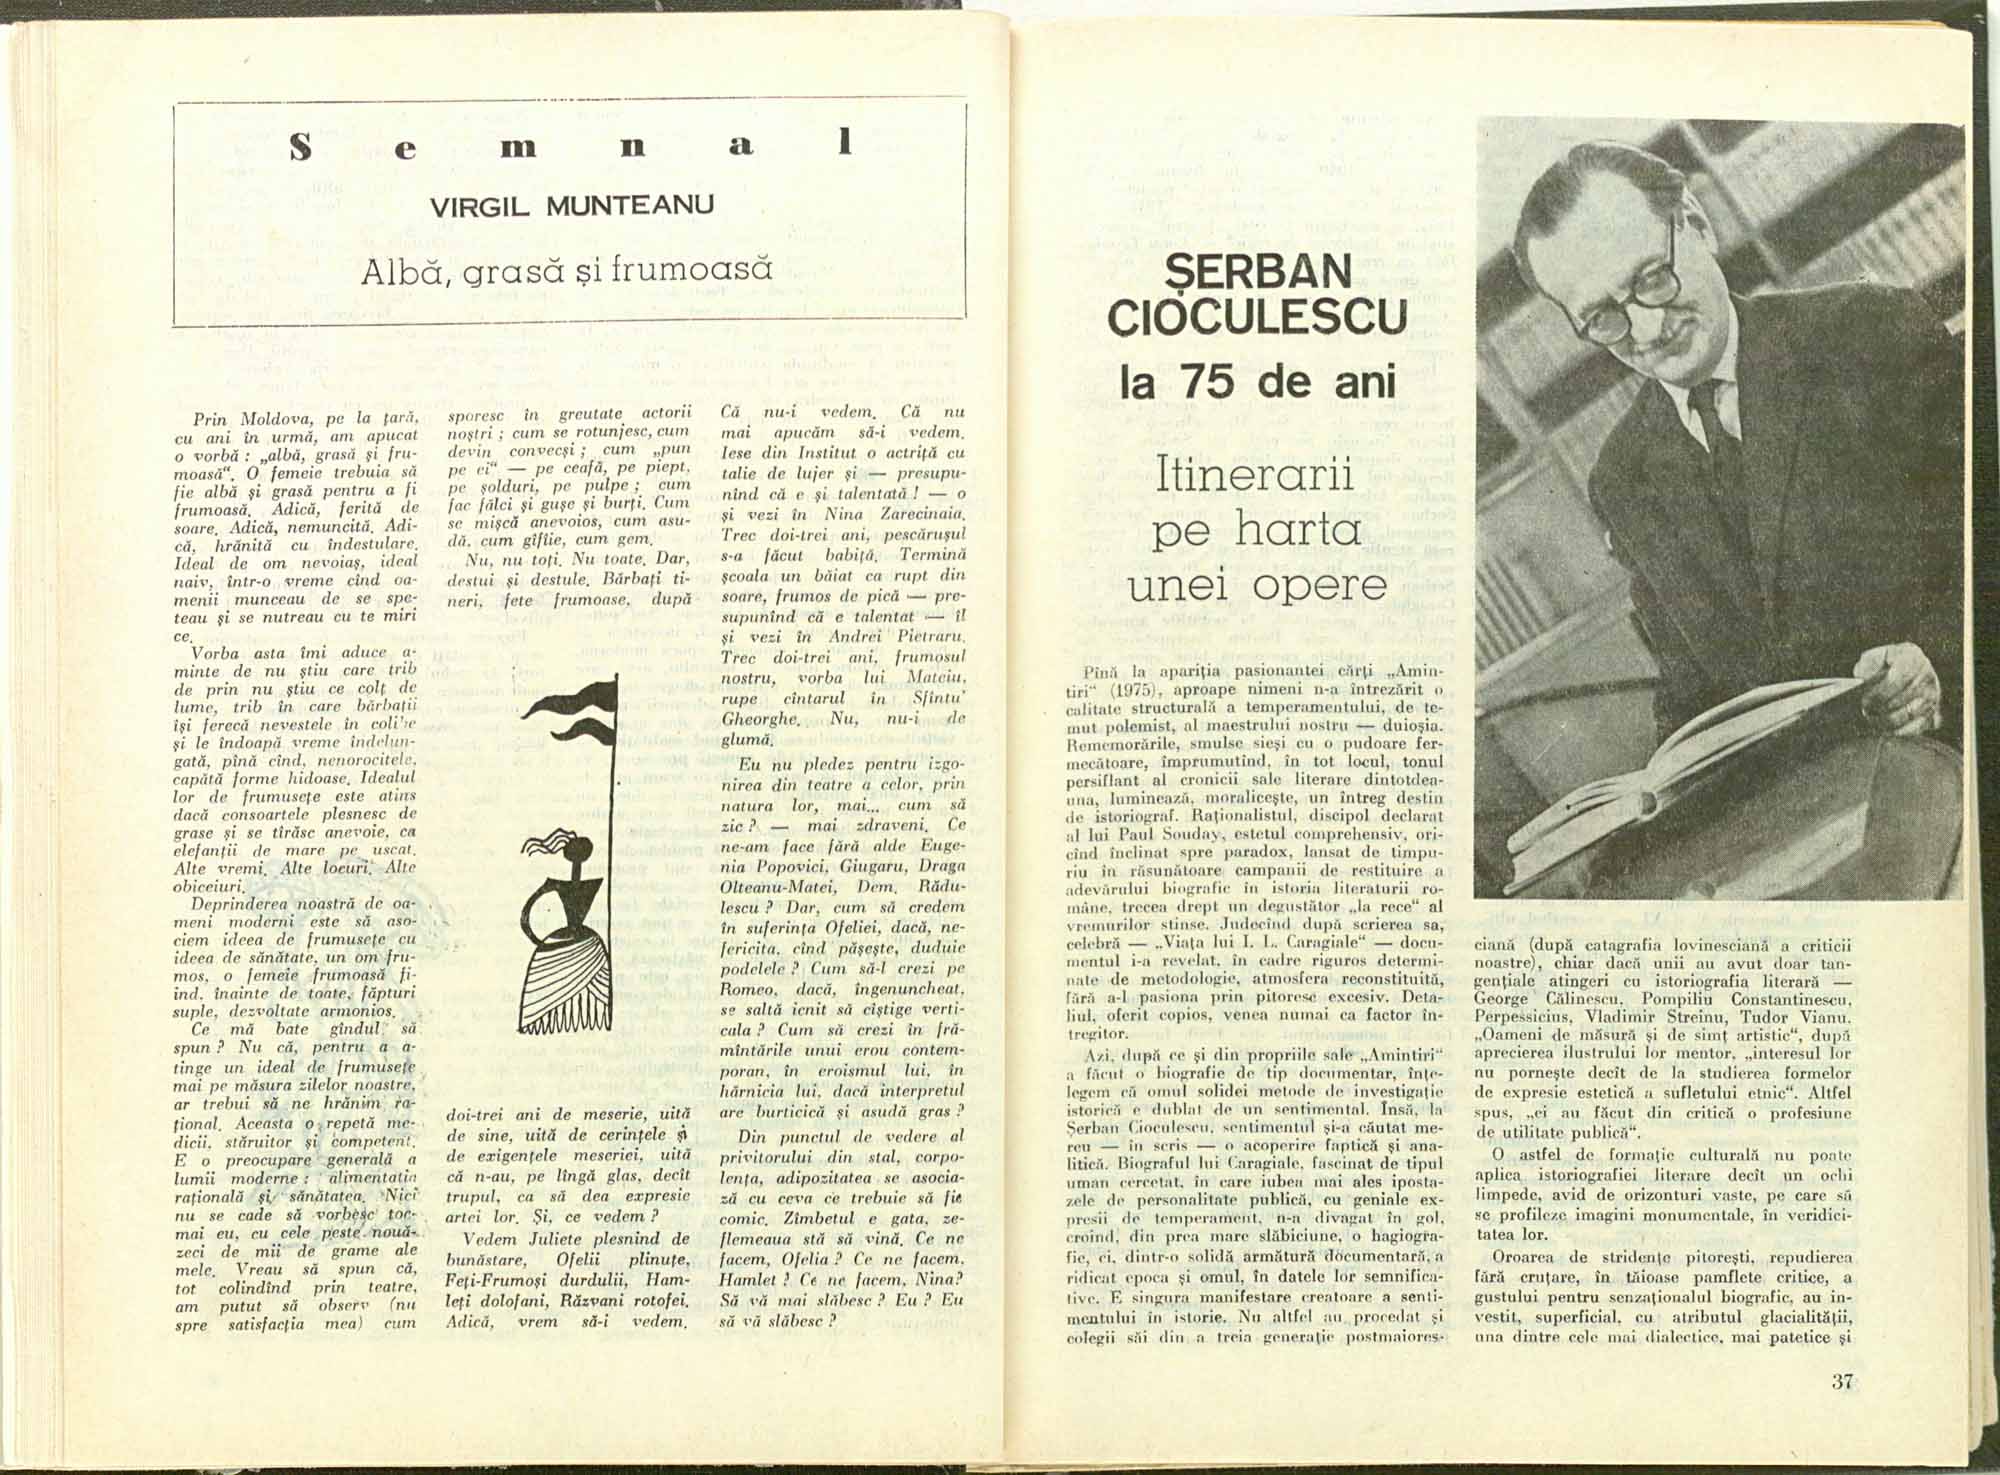 S e m n a l
VIRGIL MUNTEANU
Albă, grasă și frumoasă
Prin Moldova, pe la țară,
cu ani în urmă, am apucat
o vorbă : „albă, grasă și fru-
moasă“. O femeie trebuia să
fie albă și grasă pentru a fi
frumoasă. Adică, ferită de
soare. Adică, nemuncită. Adi-
că, hrănită cu îndestulare.
Ideal de om nevoiaș, ideal
naiv, într-o vreme cînd oa-
menii munceau de se spe-
teau și se nutreau cu te miri
ce.
Vorba asta îmi aduce a-
minte de nu știu care trib
de prin nu știu ce colț de
lume, trib în care bărbații
își ferecă nevestele în colibe
și le îndoapă vreme îndelun-
gată, pînă cînd, nenorocitele,
capătă forme hidoase. Idealul
lor de frumusețe este atins
dacă consoartele plesnesc de
grase și se tîrăsc anevoie, ca
elefanții de mare pe uscat.
Alte vremi. Alte locuri. Alte
obiceiuri.
Deprinderea noastră de oa-
meni moderni este să aso-
ciem ideea de frumusețe cu
ideea de sănătate, un om fru-
mos, o femeie frumoasă fi-
ind, înainte de toate, făpturi
suple, dezvoltate armonios.
Ce mă bate gîndul să
spun ? Nu că, pentru a a-
tinge un ideal de frumusețe
mai pe măsura zilelor noastre,
ar trebui să ne hrănim ra-
țional. Aceasta o repetă me-
dicii, stăruitor și competent.
E o preocupare generală a
lumii moderne : alimentația
rațională și sănătatea. Nici
nu se cade să vorbesc toc-
mai eu, cu cele peste nouă-
zeci de mii de grame ale
mele. Vreau să spun că,
tot colindînd prin teatre,
am putut să observ (nu
spre satisfacția mea) cum
sporesc în greutate actorii
noștri ; cum se rotunjesc, cum
devin convecși ; cum „pun
pe ei“ — pe ceafă, pe piept,
pe șolduri, pe pulpe ; cum
fac fălci și gușe și burți. Cum
se mișcă anevoios, cum asu-
dă, cum gîfîie, cum gem.
Nu, nu toți. Nu toate. Dar,
destui și destule. Bărbați ti-
neri, fete frumoase, după
doi-trei ani de meserie, uită
de sine, uită de cerințele și
de exigențele meseriei, uită
că n-au, pe lîngă glas, decît
trupul, ca să dea expresie
artei lor. Și, ce vedem ?
Vedem Juliete plesnind de
bunăstare, Ofelii plinuțe,
Feți-Frumoși durdulii, Ham-
leți dolofani, Răzvani rotofei.
Adică, vrem să-i vedem.
Că nu-i vedem. Că nu
mai apucăm să-i vedem.
Iese din Institut o actriță cu
talie de lujer și — presupu-
nînd că e și talentată ! — o
și vezi în Nina Zarecinaia.
Trec doi-trei ani, pescărușul
s-a făcut babiță. Termină
școala un băiat ca rupt din
soare, frumos de pică — pre-
supunînd că e talentat — îl
și vezi în Andrei Pietraru.
Trec doi-trei ani, frumosul
nostru, vorba lui Mateiu,
rupe cîntarul în Sfîntu'
Gheorghe. Nu, nu-i de
glumă.
Eu nu pledez pentru izgo-
nirea din teatre a celor, prin
natura lor, mai... cum să
zic ? — mai zdraveni. Ce
ne-am face fără alde Euge-
nia Popovici, Giugaru, Draga
Olteanu-Matei, Dem. Rădu-
lescu ? Dar, cum să credem
în suferința Ofeliei, dacă, ne-
fericita, cînd pășește, duduie
podelele ? Cum să-l crezi pe
Romeo, dacă, îngenuncheat,
se saltă icnit să cîștige verti-
cala ? Cum să crezi în fră-
mîntările unui erou contem-
poran, în eroismul lui, în
hărnicia lui, dacă interpretul
are burticică și asudă gras ?
Din punctul de vedere al
privitorului din stal, corpo-
lența, adipozitatea se asocia-
ză cu ceva ce trebuie să fie
comic. Zîmbetul e gata, ze-
flemeaua stă să vină. Ce ne
facem, Ofelia ? Ce ne facem,
Hamlet ? Ce ne facem, Nina?
Să vă mai slăbesc ? Eu ? Eu
să vă slăbesc ?
ȘERBAN
CIOCULESCU
la 75 de ani
Itinerarii
pe harta
unei opere
Pînă la apariția pasionantei cărți „Amin-
tiri“ (1975), aproape nimeni n-a întrezărit o
calitate structurală a temperamentului, de te-
mut polemist, al maestrului nostru — duioșia.
Rememorările, smulse sieși cu o pudoare fer-
mecătoare, împrumutînd, în tot locul, tonul
persiflant al cronicii sale literare dintotdea-
una, luminează, moralicește, un întreg destin
de istoriograf. Raționalistul, discipol declarat
al lui Paul Souday, estetul comprehensiv, ori-
cînd înclinat spre paradox, lansat de timpu-
riu în răsunătoare campanii de restituire a
adevărului biografic în istoria literaturii ro-
mâne, trecea drept un degustător „la rece“ al
vremurilor stinse. Judecînd după scrierea sa,
celebră — „Viața lui I. L. Caragiale“ — docu-
mentul i-a revelat, în cadre riguros determi-
nate de metodologie, atmosfera reconstituită,
fără a-l pasiona prin pitoresc excesiv. Deta-
liul, oferit copios, venea numai ca factor în-
tregitor.
Azi, după ce și din propriile sale „Amintiri“
a făcut o biografie de tip documentar, înțe-
legem că omul solidei metode de investigație
istorică e dublat de un sentimental. Însă, la
Șerban Cioculescu, sentimentul și-a căutat me-
reu — în scris — o acoperire faptică și ana-
litică. Biograful lui Caragiale, fascinat de tipul
uman cercetat, în care iubea mai ales iposta-
zele de personalitate publică, cu geniale ex-
presii de temperament, n-a divagat în gol,
croind, din prea mare slăbiciune, o hagiogra-
fie, ci, dintr-o solidă armătură documentară, a
ridicat epoca și omul, în datele lor semnifica-
tive. E singura manifestare creatoare a senti-
mentului în istorie. Nu altfel au procedat și
colegii săi din a treia generație postmaiores-
ciană (după catagrafia lovinesciană a criticii
noastre), chiar dacă unii au avut doar tan-
gențiale atingeri cu istoriografia literară —
George Călinescu, Pompiliu Constantinescu,
Perpessicius, Vladimir Streinu, Tudor Vianu.
„Oameni de măsură și de simț artistic“, după
aprecierea ilustrului lor mentor, „interesul lor
nu pornește decît de la studierea formelor
de expresie estetică a sufletului etnic“. Altfel
spus, „ei au făcut din critică o profesiune
de utilitate publică“.
O astfel de formație culturală nu poate
aplica istoriografiei literare decît un ochi
limpede, avid de orizonturi vaste, pe care să
se profileze imagini monumentale, în veridici-
tatea lor.
Oroarea de stridențe pitorești, repudierea
fără cruțare, în tăioase pamflete critice, a
gustului pentru senzaționalul biografic, au in-
vestit, superficial, cu atributul glacialității,
una dintre cele mai dialectice, mai patetice și
37